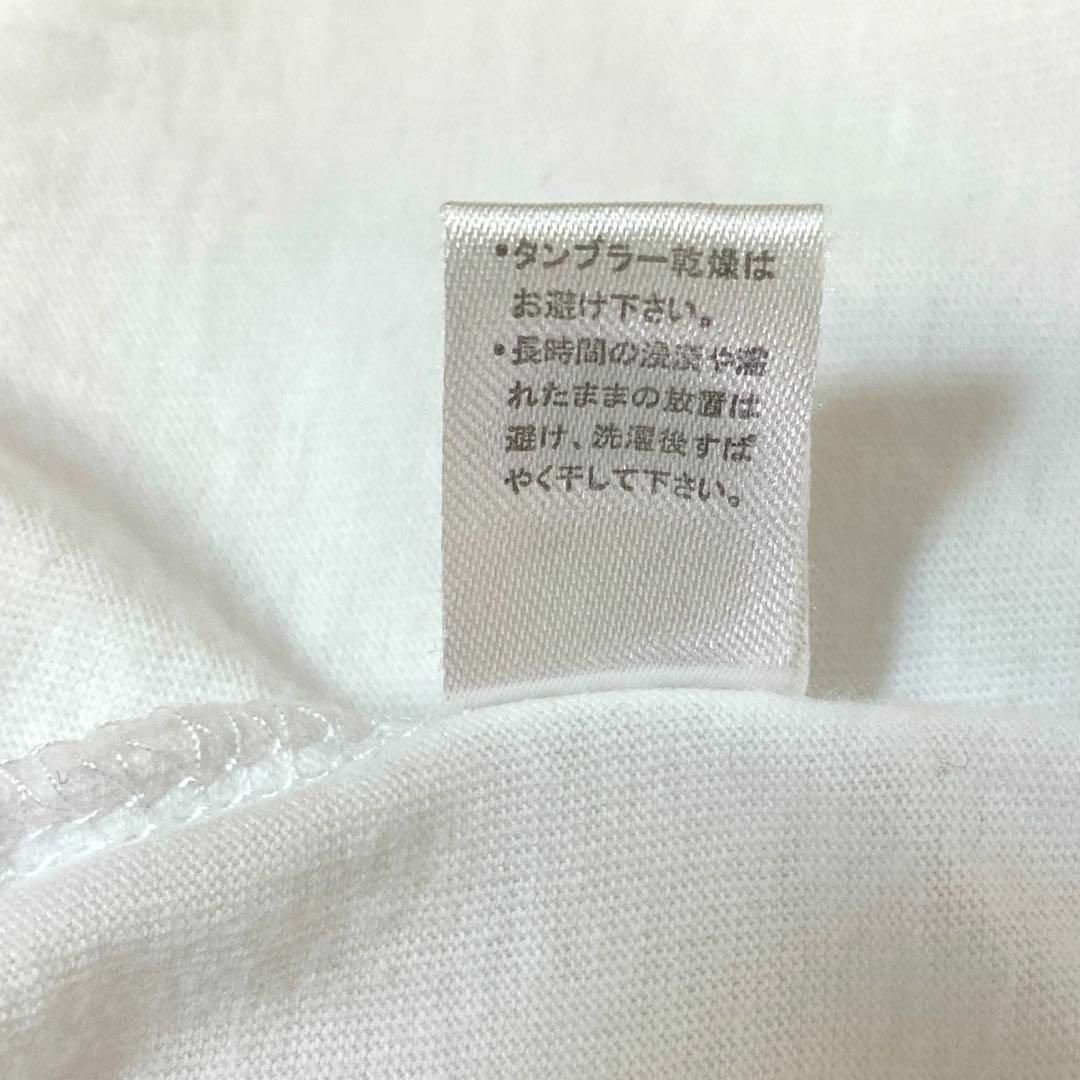 •タンブラー乾燥は
お避け下さい。
•長時間の浸漬や濡
れたままの放置は
避け、洗濯後すば
やく干して下さい。